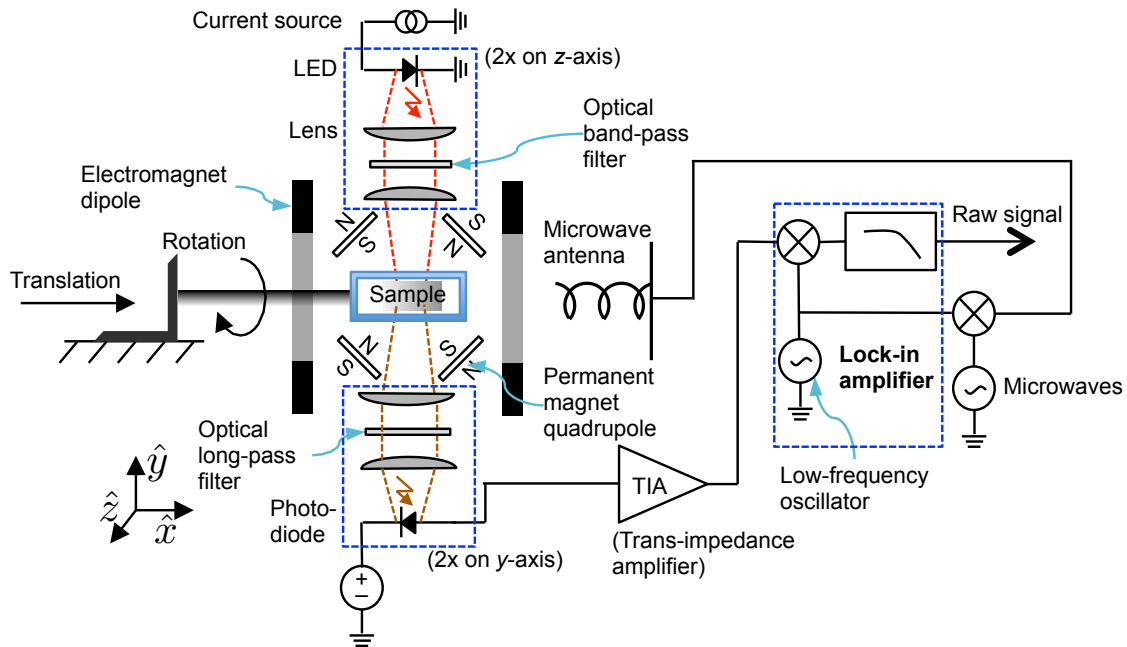 Current source
LED
(2x on z-axis)
Optical
band-pass
filter
Lens
Electromagnet
dipole
N
S
S
N
Rotation
Translation
Sample
Microwave
antenna
Raw signal
Lock-in
amplifier
Microwaves
N
S
S
N
Permanent
magnet
quadrupole
Optical
long-pass
filter
Low-frequency
oscillator
TIA
(Trans-impedance
amplifier)
Photo-
diode
(2x on y-axis)
ŷ
ẑ
x̂
+
−